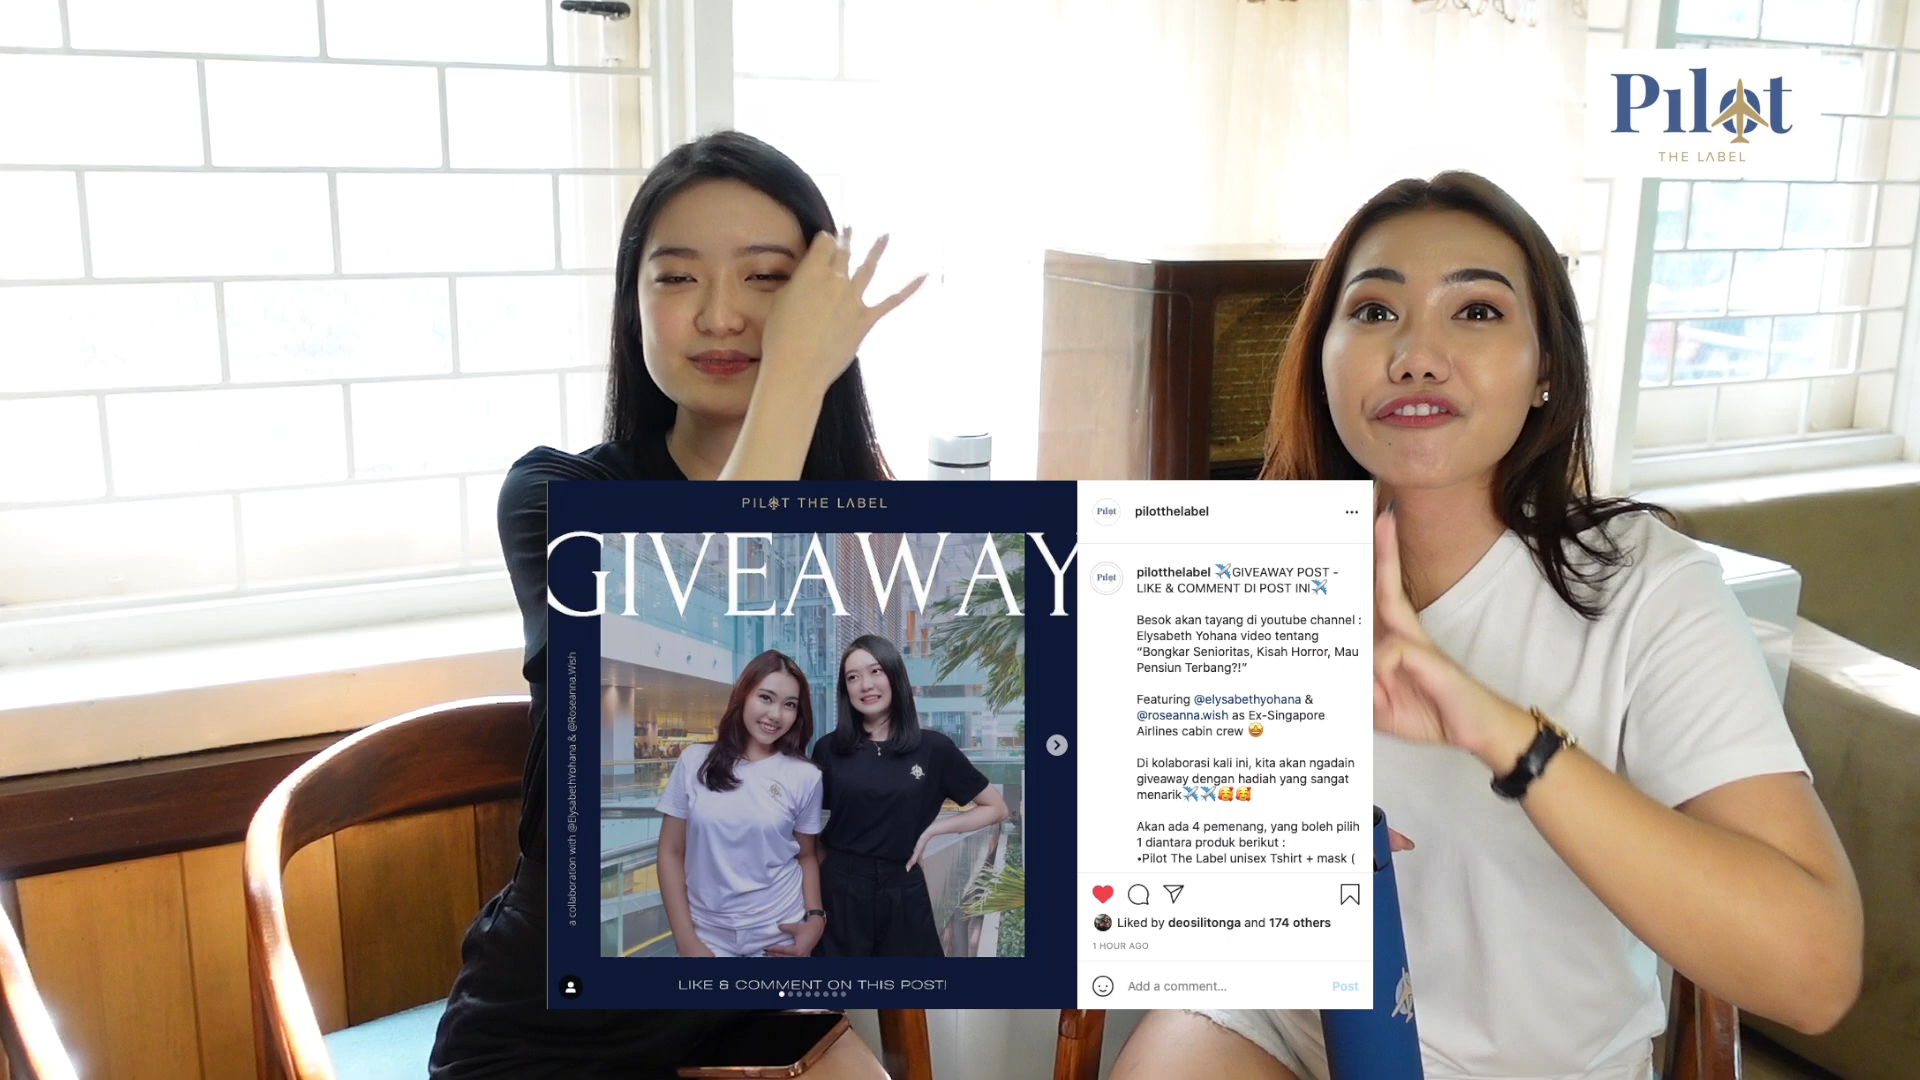 Pilot
THE LABEL
PILOT THE LABEL
GIVEAWAY
a collaboration with @ElysabethYohana & @Roseanna.Wish
LIKE & COMMENT ON THIS POST!
Pilot
pilotthelabel
Pilot
pilotthelabel ✈️GIVEAWAY POST -
LIKE & COMMENT DI POST INI✈️
Besok akan tayang di youtube channel :
Elysabeth Yohana video tentang
“Bongkar Senioritas, Kisah Horror, Mau
Pensiun Terbang?!”
Featuring @elysabethyohana &
@roseanna.wish as Ex-Singapore
Airlines cabin crew 🤩
Di kolaborasi kali ini, kita akan ngadain
giveaway dengan hadiah yang sangat
menarik✈️✈️🥰🥰
Akan ada 4 pemenang, yang boleh pilih
1 diantara produk berikut :
•Pilot The Label unisex Tshirt + mask (
Liked by deosilitonga and 174 others
1 HOUR AGO
Add a comment...
Post